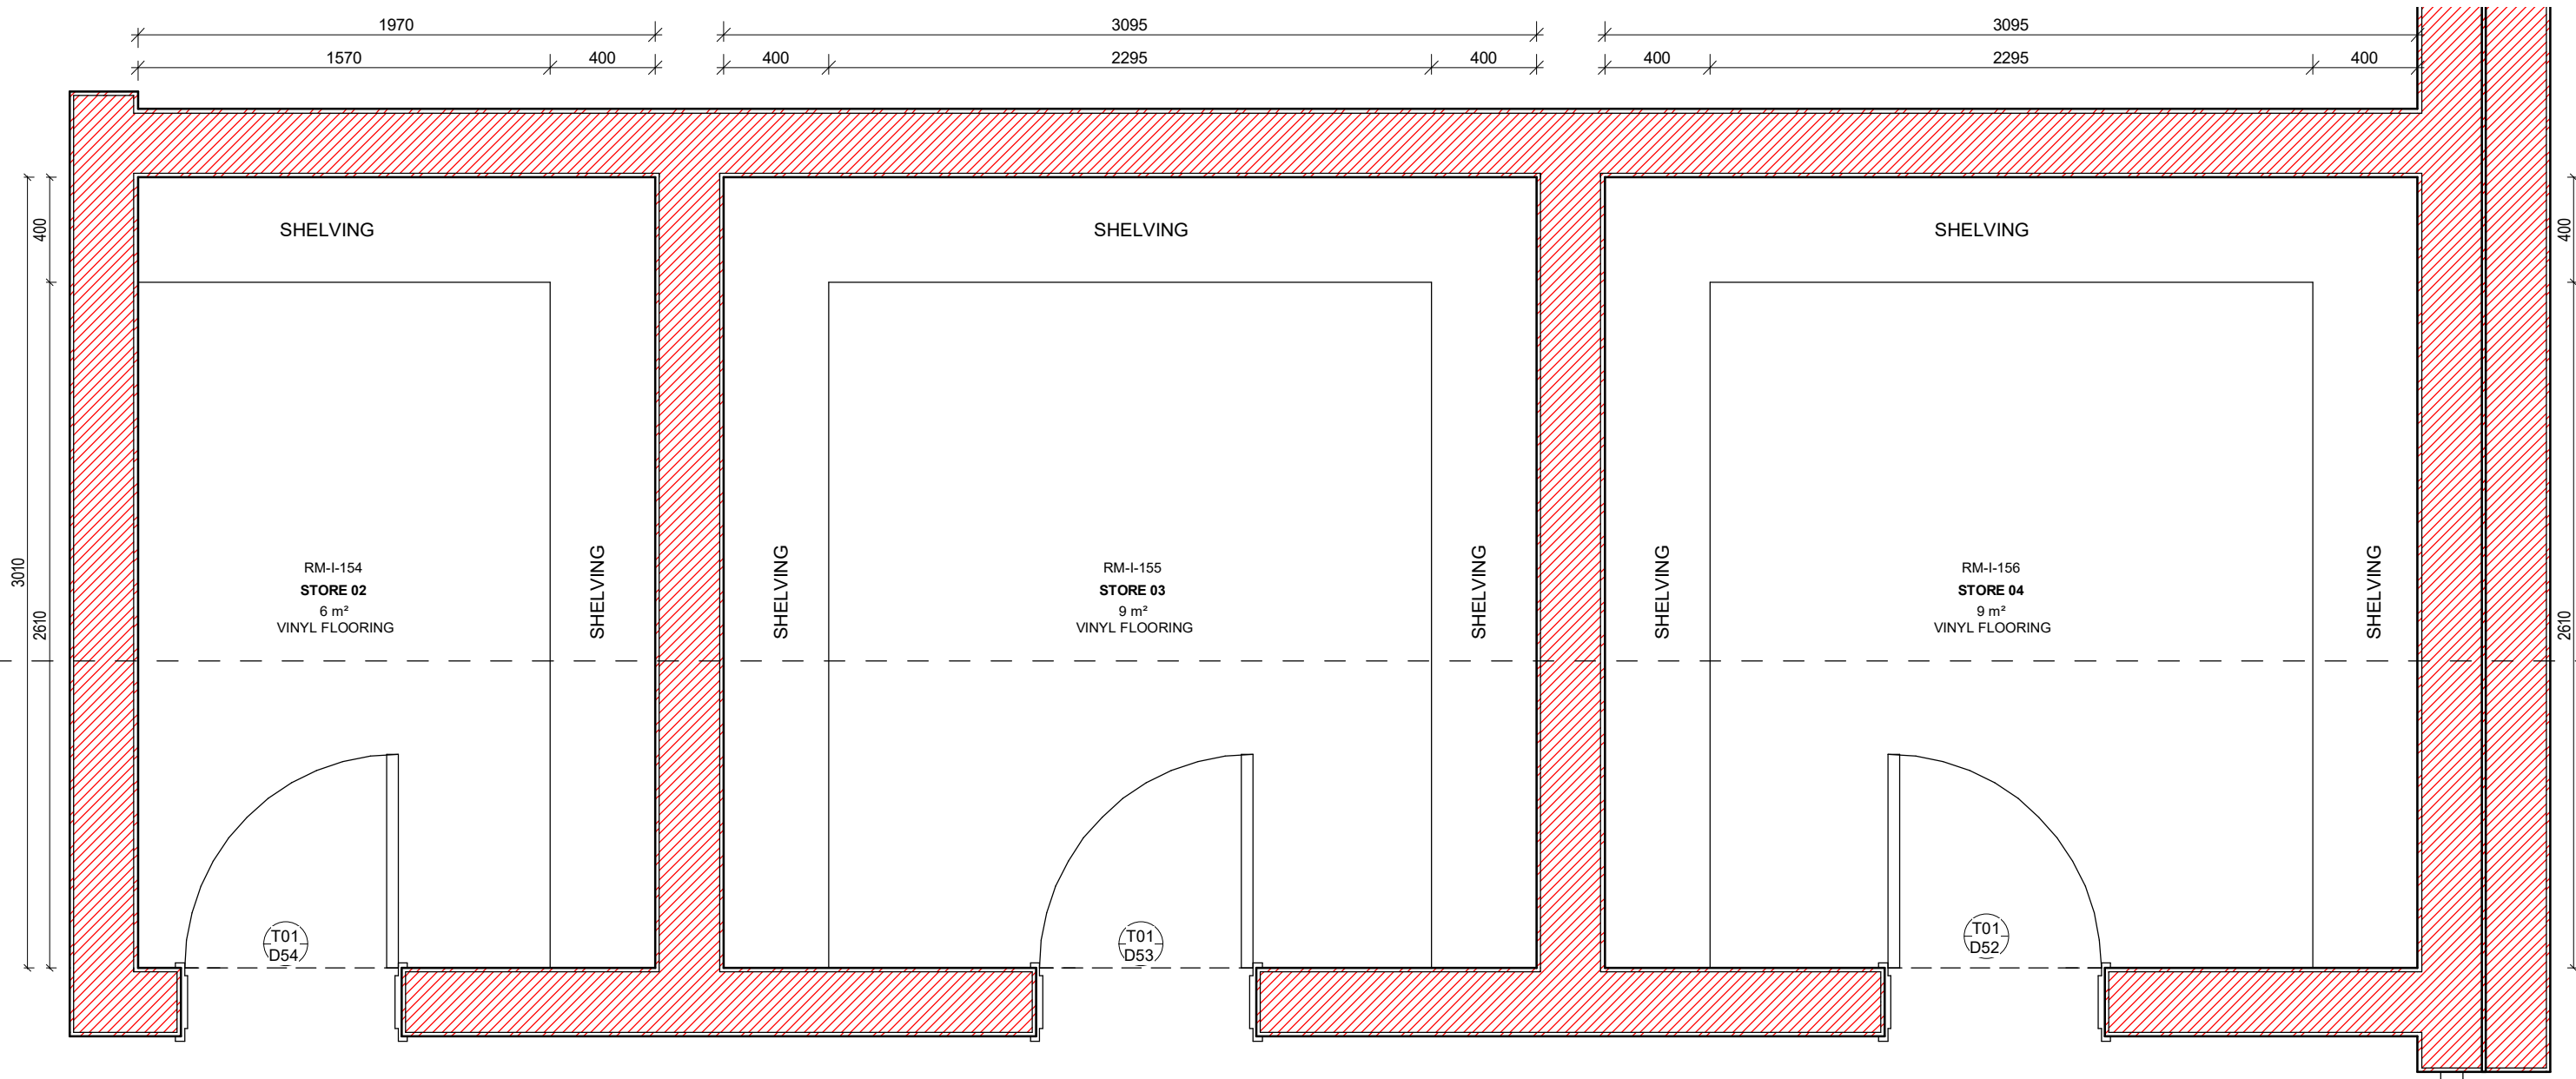 1970
3095
3095
1570
400
400
2295
400
400
2295
400
400
3010
2610
SHELVING
SHELVING
SHELVING
400
2610
RM-I-154
STORE 02
6 m²
VINYL FLOORING
SHELVING
SHELVING
RM-I-155
STORE 03
9 m²
VINYL FLOORING
SHELVING
SHELVING
RM-I-156
STORE 04
9 m²
VINYL FLOORING
SHELVING
T01
D54
T01
D53
T01
D52